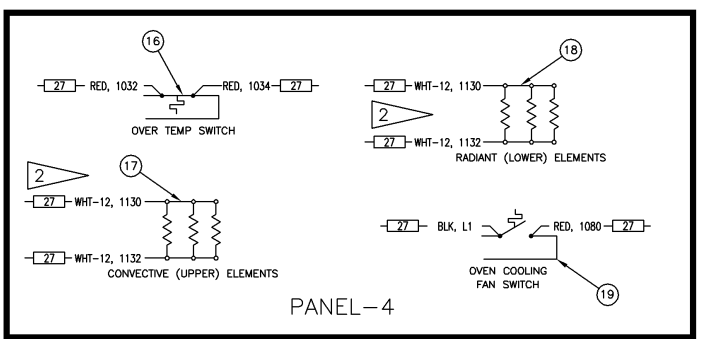 16
27 RED, 1032 RED, 1034 27
OVER TEMP SWITCH
18
27 WHT-12, 1130
2
27 WHT-12, 1132
RADIANT (LOWER) ELEMENTS
17
2
27 WHT-12, 1130
27 WHT-12, 1132
CONVECTIVE (UPPER) ELEMENTS
27 BLK, L1 RED, 1080 27
OVEN COOLING
FAN SWITCH
19
PANEL-4